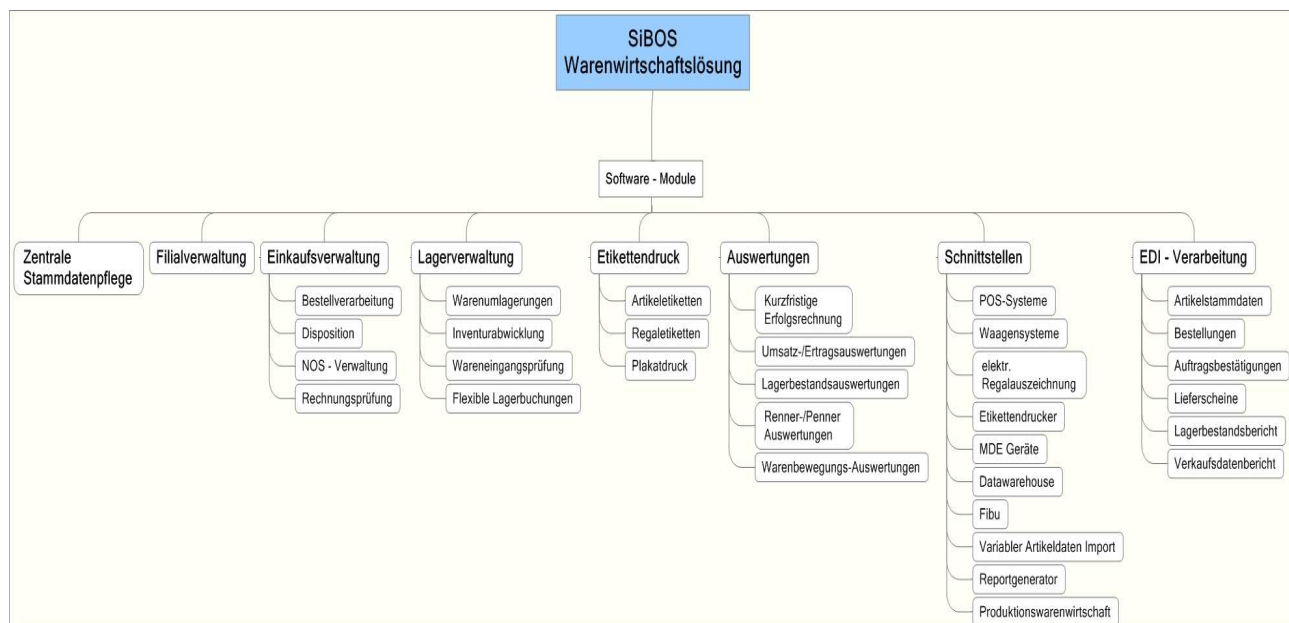 SiBOS
Warenwirtschaftslösung
Software - Module
Zentrale
Stammdatenpflege
Filialverwaltung
Einkaufsverwaltung
Bestellverarbeitung
Disposition
NOS - Verwaltung
Rechnungsprüfung
Lagerverwaltung
Warenumlagerungen
Inventurabwicklung
Wareneingangsprüfung
Flexible Lagerbuchungen
Etikettendruck
Artikeletiketten
Regaletiketten
Plakatdruck
Auswertungen
Kurzfristige
Erfolgsrechnung
Umsatz-/Ertragsauswertungen
Lagerbestandsauswertungen
Renner-/Penner
Auswertungen
Warenbewegungs-Auswertungen
Schnittstellen
POS-Systeme
Waagensysteme
elektr.
Regalauszeichnung
Etikettendrucker
MDE Geräte
Datawarehouse
Fibu
Variabler Artikeldaten Import
Reportgenerator
Produktionswarenwirtschaft
EDI - Verarbeitung
Artikelstammdaten
Bestellungen
Auftragsbestätigungen
Lieferscheine
Lagerbestandsbericht
Verkaufsdatenbericht